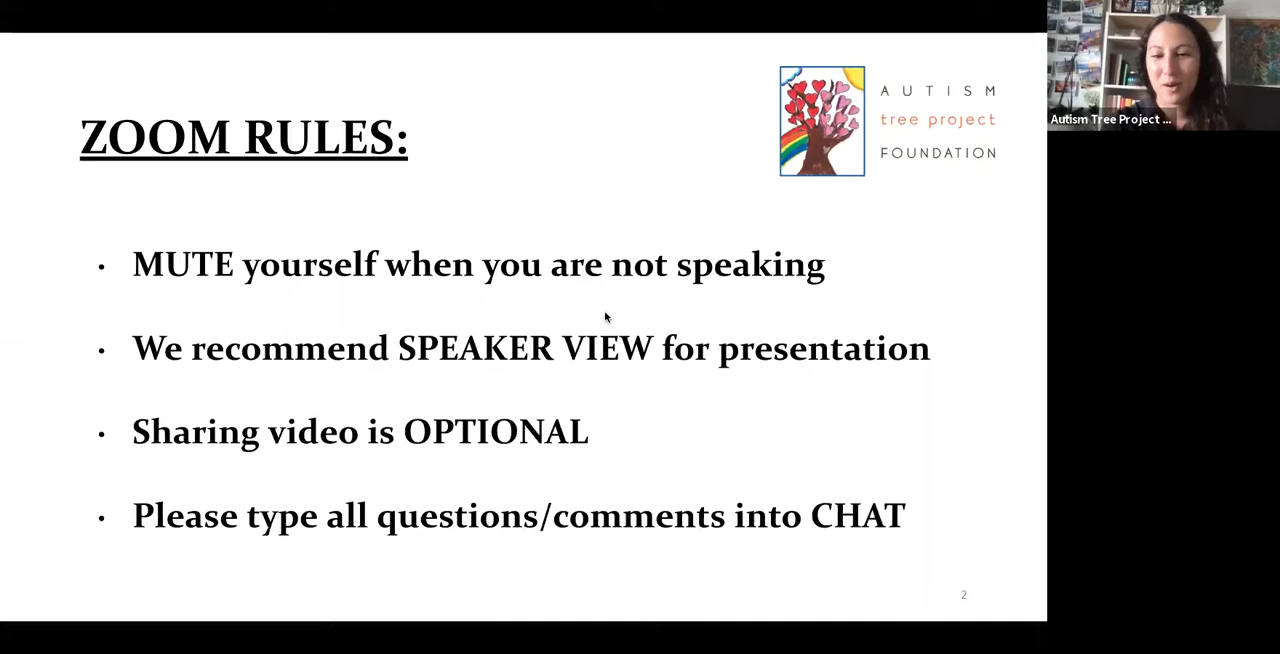 ZOOM RULES:
A U T I S M
tree project
FOUNDATION
Autism Tree Project ...
• MUTE yourself when you are not speaking
• We recommend SPEAKER VIEW for presentation
• Sharing video is OPTIONAL
• Please type all questions/comments into CHAT
2